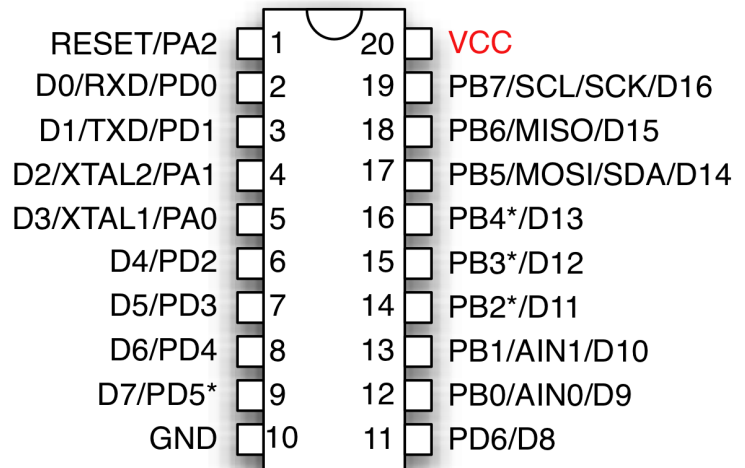 RESET/PA2 1 20 VCC
D0/RXD/PD0 2 19 PB7/SCL/SCK/D16
D1/TXD/PD1 3 18 PB6/MISO/D15
D2/XTAL2/PA1 4 17 PB5/MOSI/SDA/D14
D3/XTAL1/PA0 5 16 PB4*/D13
D4/PD2 6 15 PB3*/D12
D5/PD3 7 14 PB2*/D11
D6/PD4 8 13 PB1/AIN1/D10
D7/PD5* 9 12 PB0/AIN0/D9
GND 10 11 PD6/D8